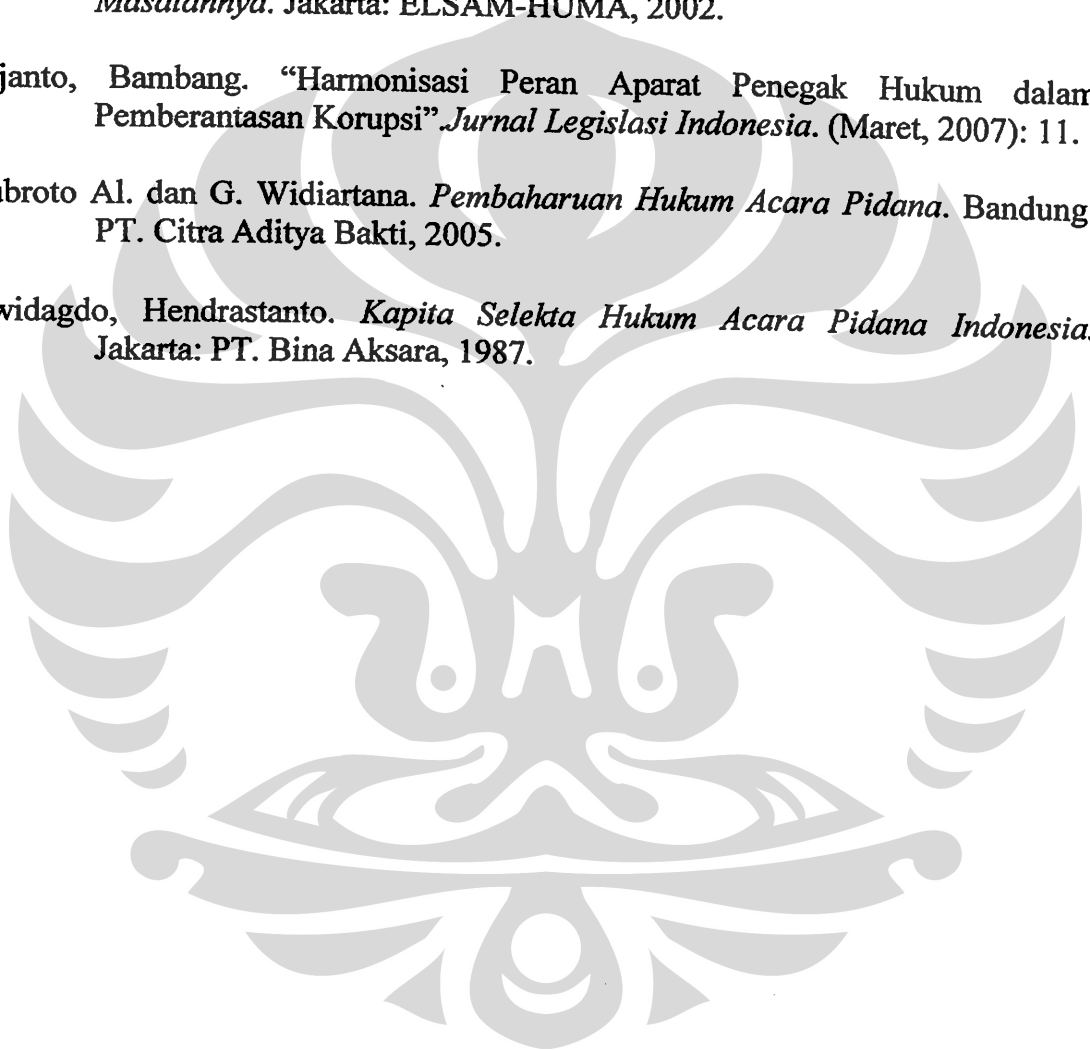 Masalahnya. Jakarta: ELSAM-HUMA, 2002.
janto, Bambang. “Harmonisasi Peran Aparat Penegak Hukum dalam
Pemberantasan Korupsi”.Jurnal Legislasi Indonesia. (Maret, 2007): 11.
broto Al. dan G. Widiartana. Pembaharuan Hukum Acara Pidana. Bandung
PT. Citra Aditya Bakti, 2005.
widagdo, Hendrastanto. Kapita Selekta Hukum Acara Pidana Indonesia.
Jakarta: PT. Bina Aksara, 1987.